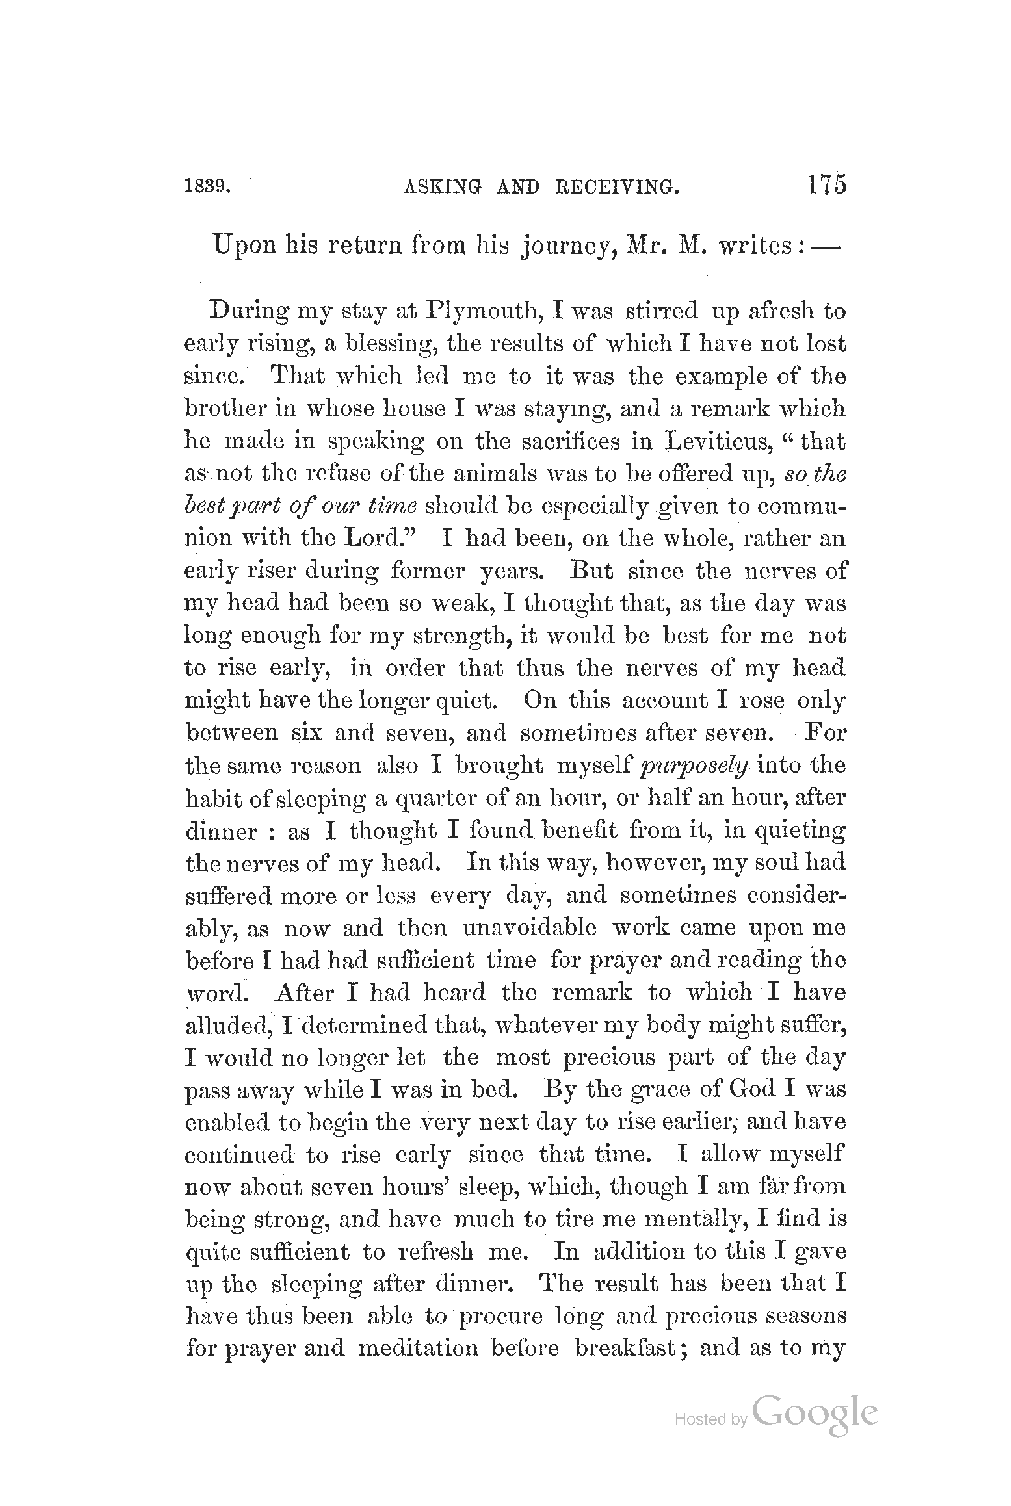 1839. ASKING AND RECEIVING. 175
Upon his return from his journey, Mr. M. writes: —
During my stay at Plymouth, I was stirred up afresh to
early rising, a blessing, the results of which I have not lost
since. That which led me to it was the example of the
brother in whose house I was staying, and a remark which
he made in speaking on the sacrifices in Leviticus, “that
as not the refuse of the animals was to be offered up, so the
best part of our time should be especially given to commu-
nion with the Lord.” I had been, on the whole, rather an
early riser during former years. But since the nerves of
my head had been so weak, I thought that, as the day was
long enough for my strength, it would be best for me not
to rise early, in order that thus the nerves of my head
might have the longer quiet. On this account I rose only
between six and seven, and sometimes after seven. For
the same reason also I brought myself purposely into the
habit of sleeping a quarter of an hour, or half an hour, after
dinner : as I thought I found benefit from it, in quieting
the nerves of my head. In this way, however, my soul had
suffered more or less every day, and sometimes consider-
ably, as now and then unavoidable work came upon me
before I had had sufficient time for prayer and reading the
word. After I had heard the remark to which I have
alluded, I determined that, whatever my body might suffer,
I would no longer let the most precious part of the day
pass away while I was in bed. By the grace of God I was
enabled to begin the very next day to rise earlier, and have
continued to rise early since that time. I allow myself
now about seven hours’ sleep, which, though I am far from
being strong, and have much to tire me mentally, I find is
quite sufficient to refresh me. In addition to this I gave
up the sleeping after dinner. The result has been that I
have thus been able to procure long and precious seasons
for prayer and meditation before breakfast; and as to my
Hosted by Google